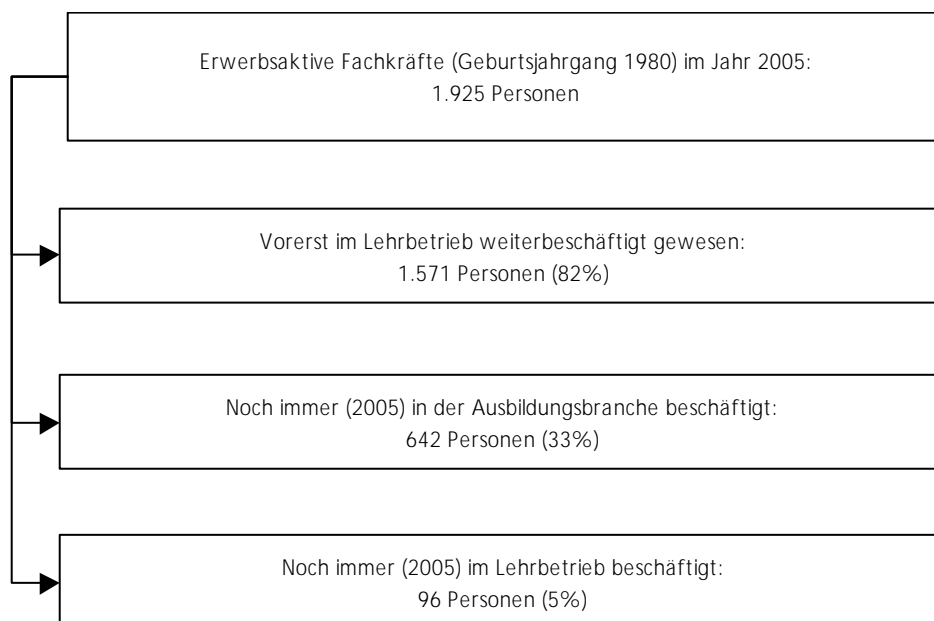 Erwerbsaktive Fachkräfte (Geburtsjahrgang 1980) im Jahr 2005:
1.925 Personen
Vorerst im Lehrbetrieb weiterbeschäftigt gewesen:
1.571 Personen (82%)
Noch immer (2005) in der Ausbildungsbranche beschäftigt:
642 Personen (33%)
Noch immer (2005) im Lehrbetrieb beschäftigt:
96 Personen (5%)